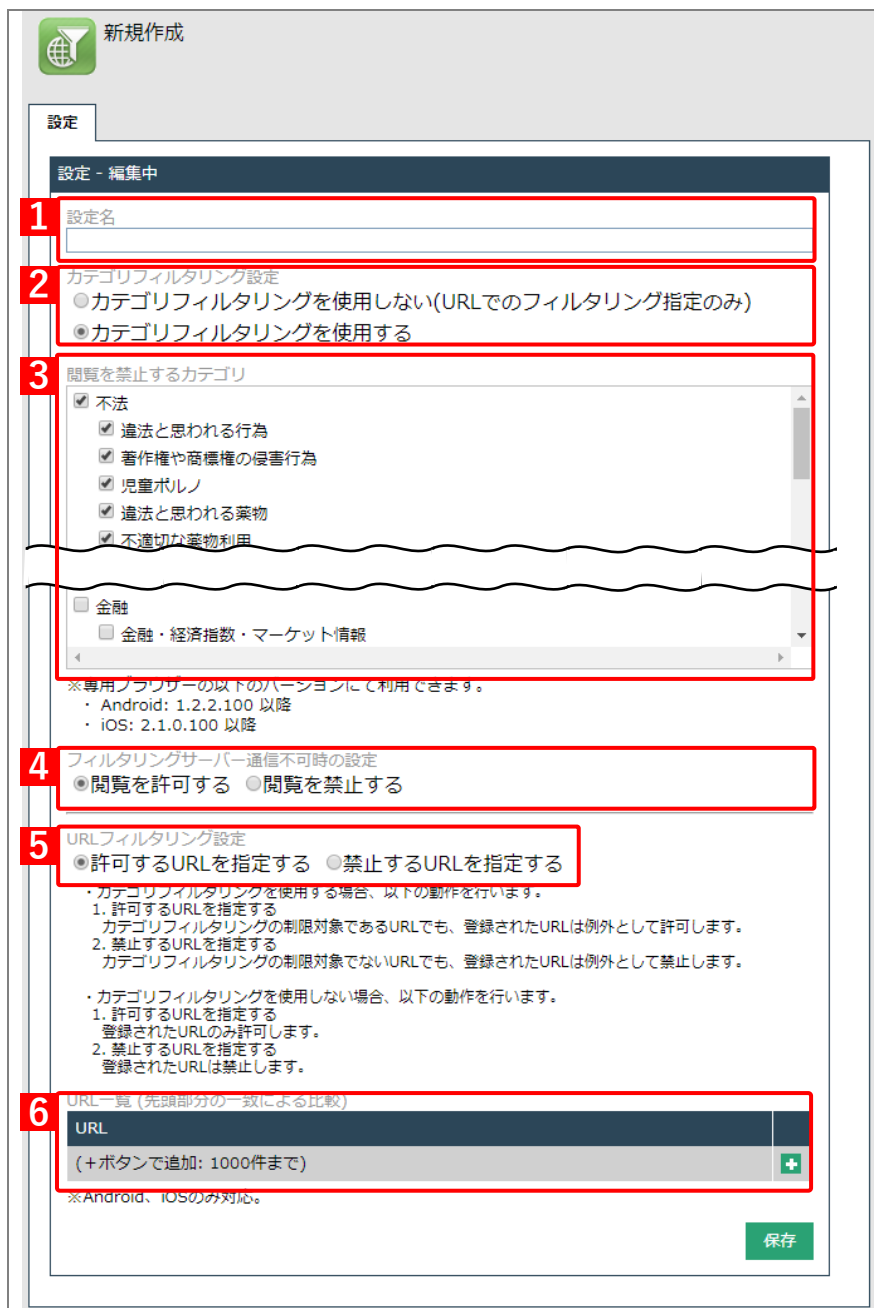 新規作成
設定
設定 - 編集中
1
設定名
2
カテゴリフィルタリング設定
カテゴリフィルタリングを使用しない(URLでのフィルタリング指定のみ)
カテゴリフィルタリングを使用する
3
閲覧を禁止するカテゴリ
不法
違法と思われる行為
著作権や商標権の侵害行為
児童ポルノ
違法と思われる薬物
不適切な薬物利用
金融
金融・経済指数・マーケット情報
※専用ブラウザーの以下のバージョンにて利用できます。
・ Android: 1.2.2.100 以降
・ iOS: 2.1.0.100 以降
4
フィルタリングサーバー通信不可時の設定
閲覧を許可する 閲覧を禁止する
5
URLフィルタリング設定
許可するURLを指定する 禁止するURLを指定する
・カテゴリフィルタリングを使用する場合、以下の動作を行います。
1. 許可するURLを指定する
カテゴリフィルタリングの制限対象であるURLでも、登録されたURLは例外として許可します。
2. 禁止するURLを指定する
カテゴリフィルタリングの制限対象でないURLでも、登録されたURLは例外として禁止します。
・カテゴリフィルタリングを使用しない場合、以下の動作を行います。
1. 許可するURLを指定する
登録されたURLのみ許可します。
2. 禁止するURLを指定する
登録されたURLは禁止します。
6
URL一覧 (先頭部分の一致による比較)
URL
(+ボタンで追加: 1000件まで)
※Android、iOSのみ対応。
保存